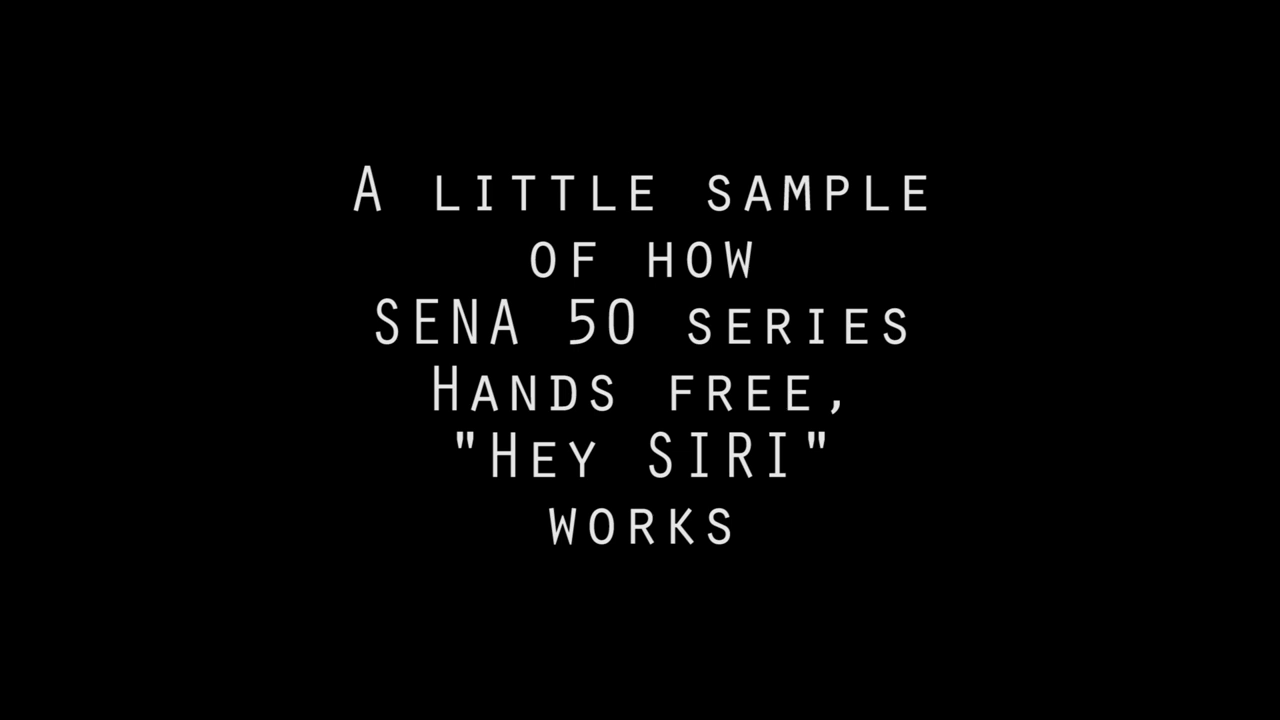 A little sample
of how
SENA 50 series
Hands free,
"Hey SIRI"
works